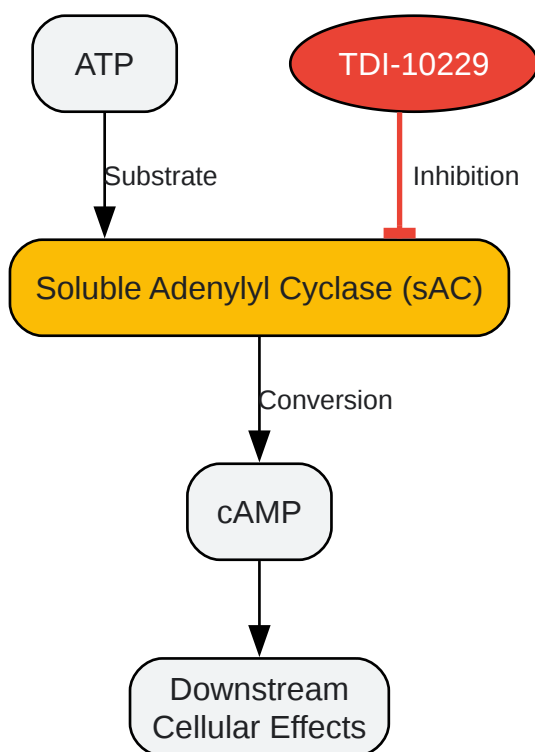 ATP
TDI-10229
Substrate
Inhibition
Soluble Adenylyl Cyclase (sAC)
Conversion
cAMP
Downstream
Cellular Effects